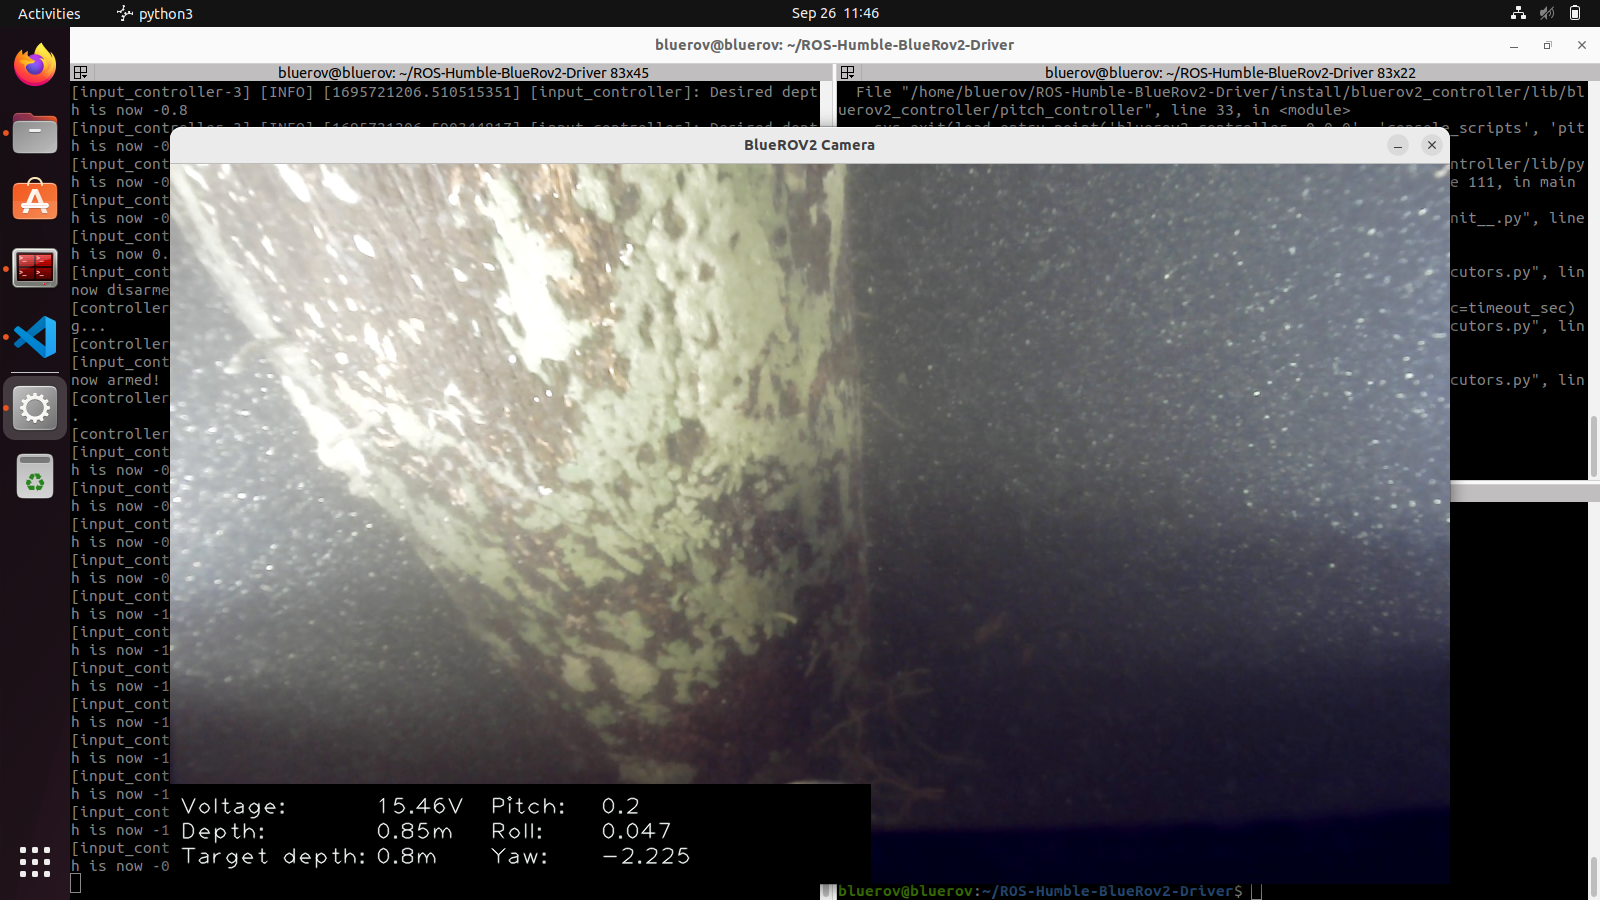 Activities
python3
Sep 26 11:46
bluerov@bluerov: ~/ROS-Humble-BlueRov2-Driver
bluerov@bluerov: ~/ROS-Humble-BlueRov2-Driver 83x45
[input_controller-3] [INFO] [1695721206.510515351] [input_controller]: Desired dept
h is now -0.8
h is now -0
[input_cont
h is now -0
[input_cont
h is now -0
[input_cont
h is now 0.
[input_cont
now disarme
[controller
g...
[controller
[input_cont
now armed!
[controller
.
[controller
[input_cont
h is now -0
[input_cont
h is now -0
[input_cont
h is now -0
[input_cont
h is now -0
[input_cont
h is now -1
[input_cont
h is now -1
[input_cont
h is now -1
[input_cont
h is now -1
[input_cont
h is now -1
[input_cont
h is now -1
[input_cont
h is now -1
[input_cont
h is now -0
bluerov@bluerov: ~/ROS-Humble-BlueRov2-Driver 83x22
File "/home/bluerov/ROS-Humble-BlueRov2-Driver/install/bluerov2_controller/lib/bl
uerov2_controller/pitch_controller", line 33, in <module>
ntroller/lib/py
e 111, in main
nit__.py", line
cutors.py", lin
c=timeout_sec)
cutors.py", lin
cutors.py", lin
bluerov@bluerov:~/ROS-Humble-BlueRov2-Driver$
BlueROV2 Camera
Voltage: 15.46V Pitch: 0.2
Depth: 0.85m Roll: 0.047
Target depth: 0.8m Yaw: -2.225